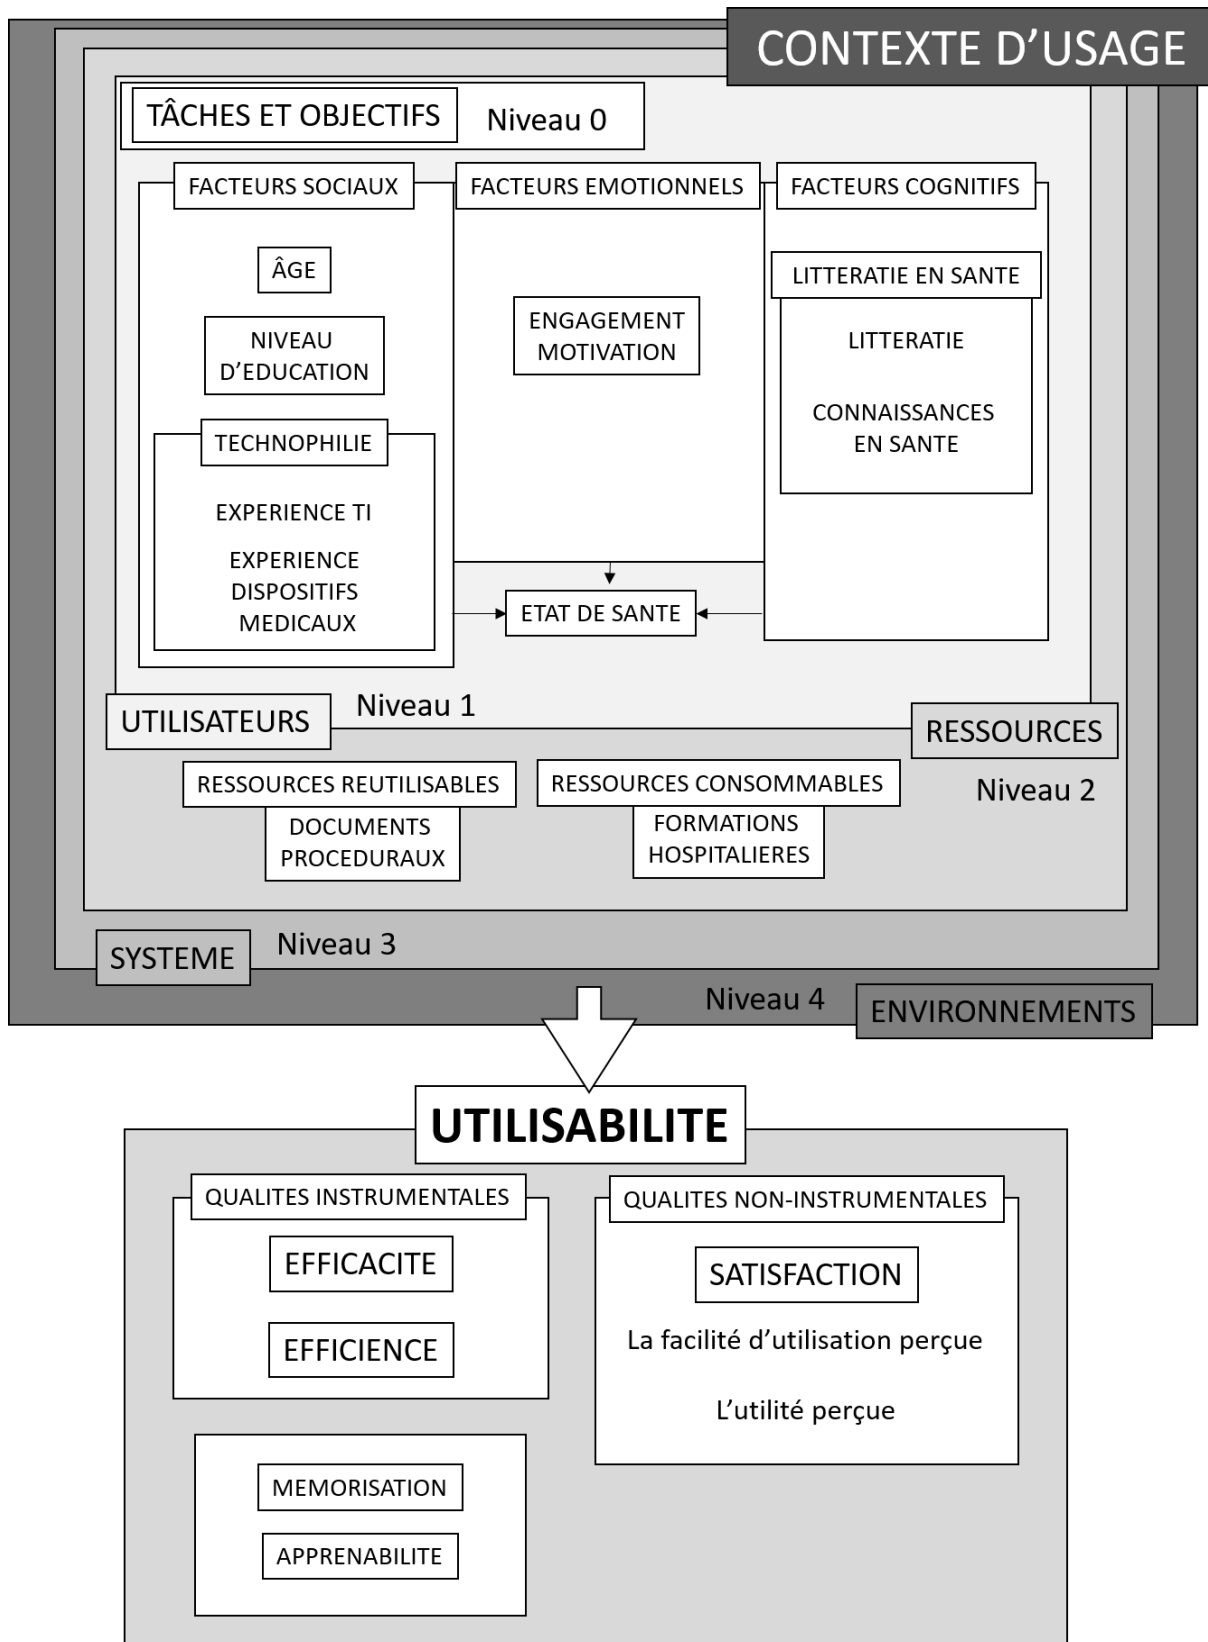 CONTEXTE D’USAGE
TÂCHES ET OBJECTIFS
Niveau 0
FACTEURS SOCIAUX
ÂGE
NIVEAU
D’EDUCATION
TECHNOPHILIE
EXPERIENCE TI
EXPERIENCE
DISPOSITIFS
MEDICAUX
FACTEURS EMOTIONNELS
ENGAGEMENT
MOTIVATION
FACTEURS COGNITIFS
LITTERATIE EN SANTE
LITTERATIE
CONNAISSANCES
EN SANTE
ETAT DE SANTE
UTILISATEURS
Niveau 1
RESSOURCES
Niveau 2
RESSOURCES REUTILISABLES
DOCUMENTS
PROCEDURAUX
RESSOURCES CONSOMMABLES
FORMATIONS
HOSPITALIERES
SYSTEME
Niveau 3
Niveau 4
ENVIRONNEMENTS
UTILISABILITE
QUALITES INSTRUMENTALES
EFFICACITE
EFFICIENCE
MEMORISATION
APPRENABILITE
QUALITES NON-INSTRUMENTALES
SATISFACTION
La facilité d’utilisation perçue
L’utilité perçue